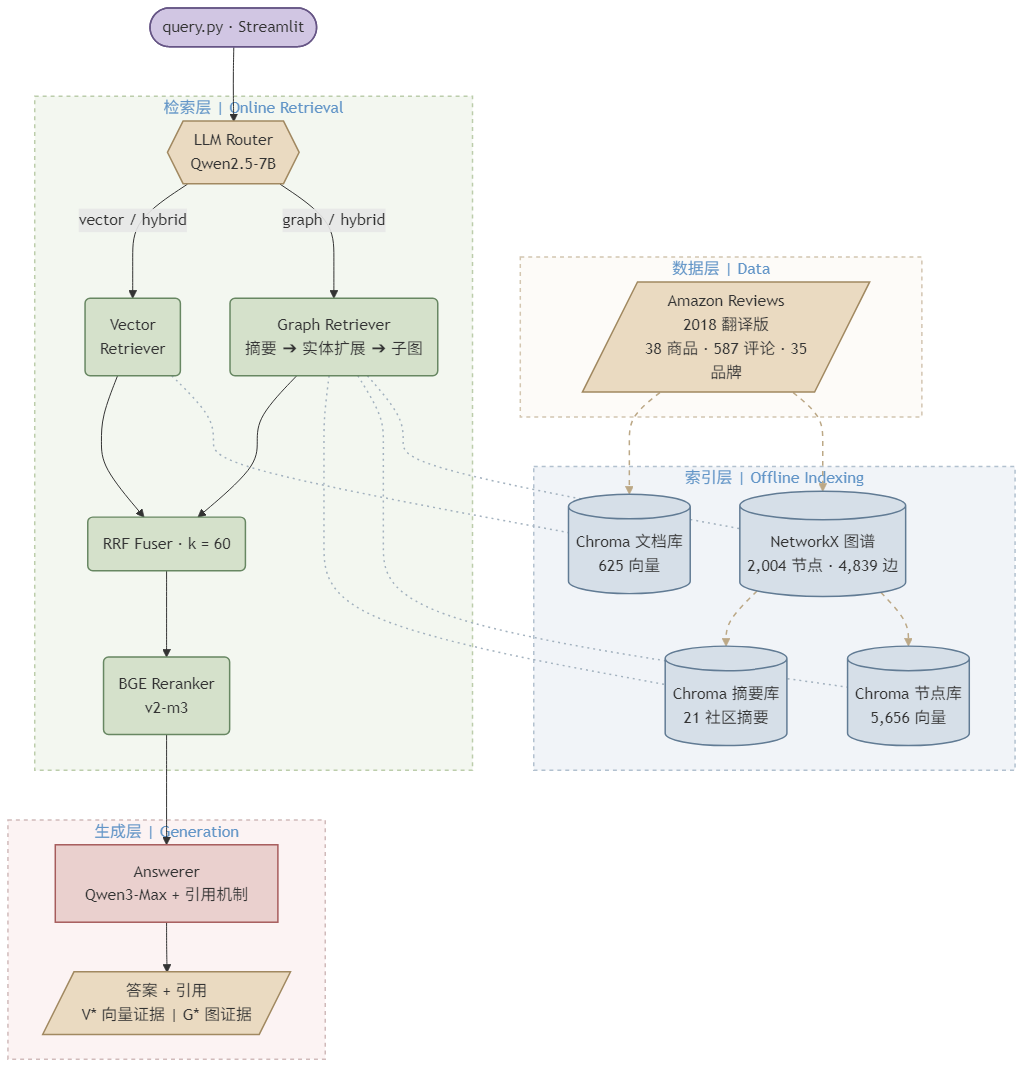 query.py · Streamlit
检索层 | Online Retrieval
LLM Router
Qwen2.5-7B
vector / hybrid
graph / hybrid
Vector
Retriever
Graph Retriever
摘要 ➔ 实体扩展 ➔ 子图
RRF Fuser · k = 60
BGE Reranker
v2-m3
数据层 | Data
Amazon Reviews
2018 翻译版
38 商品 · 587 评论 · 35
品牌
索引层 | Offline Indexing
Chroma 文档库
625 向量
NetworkX 图谱
2,004 节点 · 4,839 边
Chroma 摘要库
21 社区摘要
Chroma 节点库
5,656 向量
生成层 | Generation
Answerer
Qwen3-Max + 引用机制
答案 + 引用
V* 向量证据 | G* 图证据